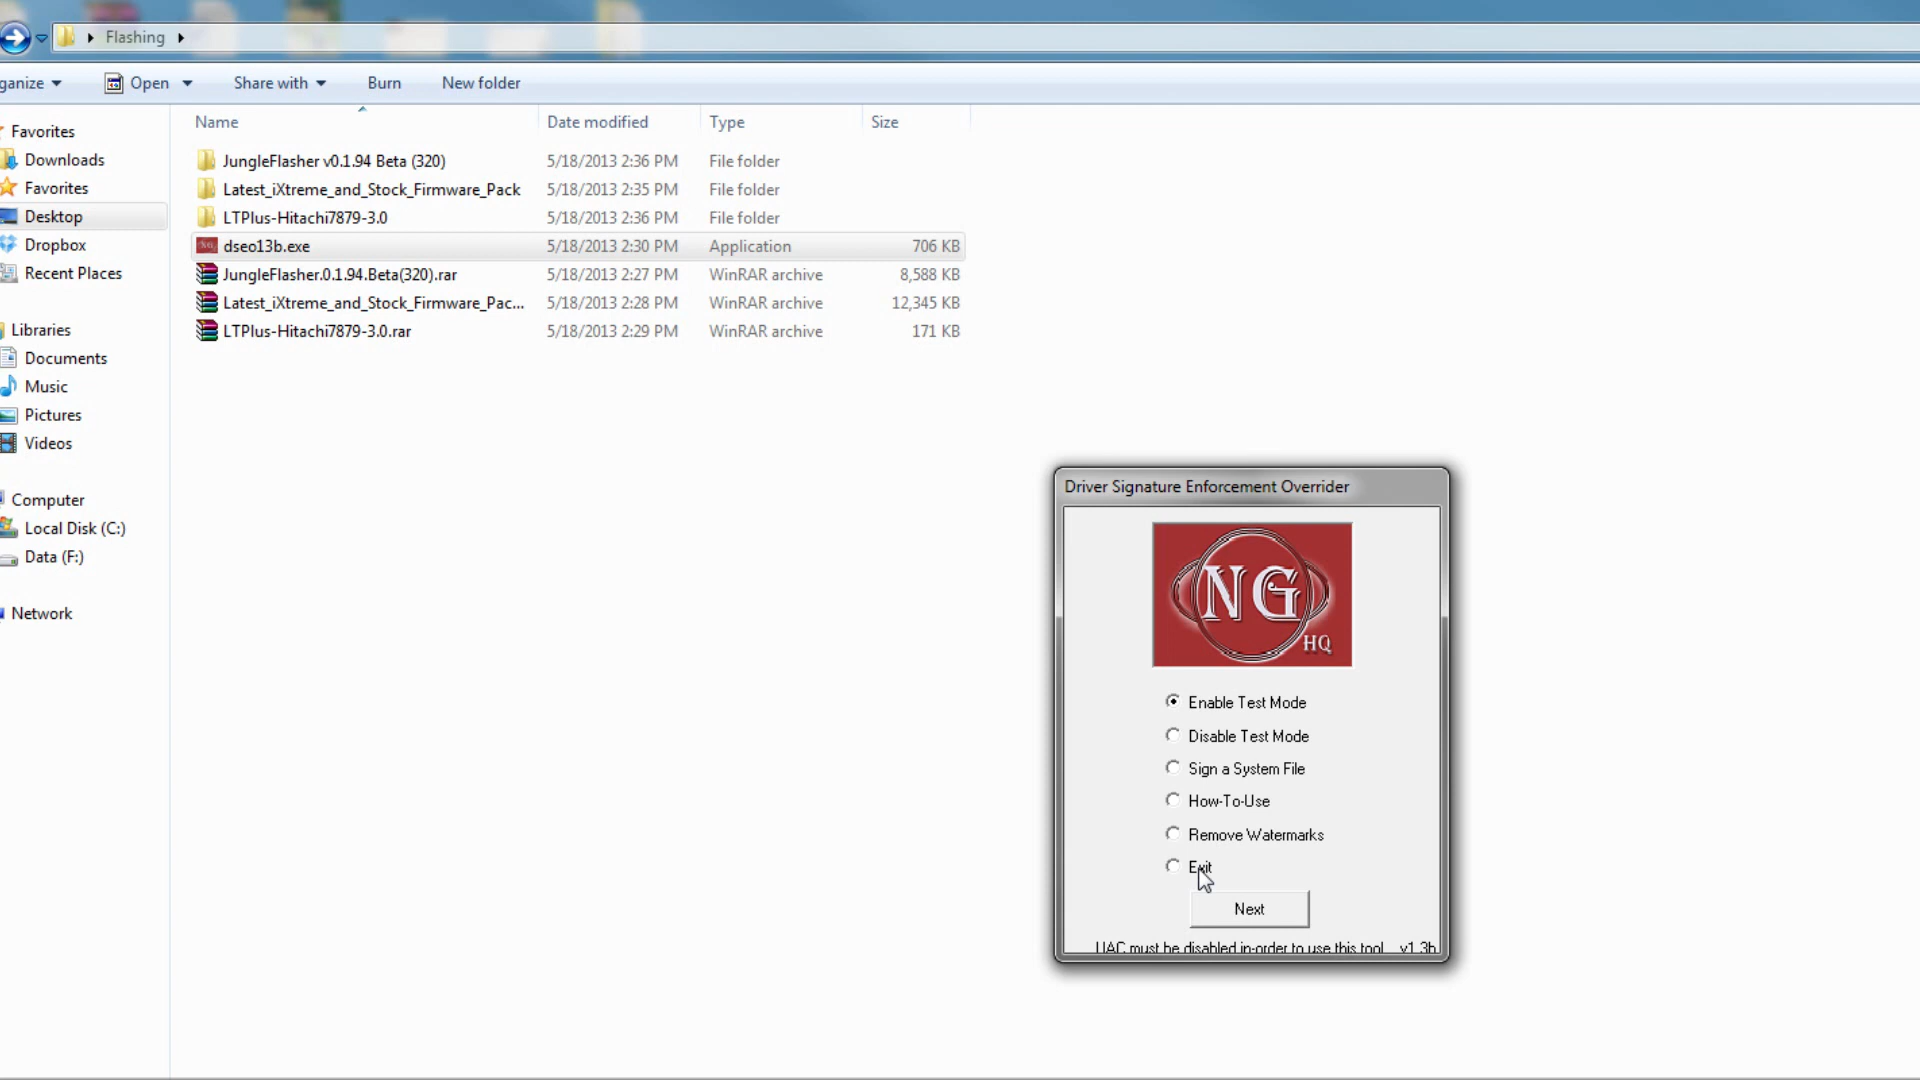 Flashing
ganize
Open
Share with
Burn
New folder
Name
Date modified
Type
Size
Favorites
Downloads
Favorites
Desktop
Dropbox
Recent Places
Libraries
Documents
Music
Pictures
Videos
Computer
Local Disk (C:)
Data (F:)
Network
JungleFlasher v0.1.94 Beta (320) 5/18/2013 2:36 PM File folder
Latest_iXtreme_and_Stock_Firmware_Pack 5/18/2013 2:35 PM File folder
LTPlus-Hitachi7879-3.0 5/18/2013 2:36 PM File folder
dseo13b.exe 5/18/2013 2:30 PM Application 706 KB
JungleFlasher.0.1.94.Beta(320).rar 5/18/2013 2:27 PM WinRAR archive 8,588 KB
Latest_iXtreme_and_Stock_Firmware_Pac... 5/18/2013 2:28 PM WinRAR archive 12,345 KB
LTPlus-Hitachi7879-3.0.rar 5/18/2013 2:29 PM WinRAR archive 171 KB
Driver Signature Enforcement Overrider
NG
HQ
Enable Test Mode
Disable Test Mode
Sign a System File
How-To-Use
Remove Watermarks
Exit
Next
UAC must be disabled in-order to use this tool v1.3b